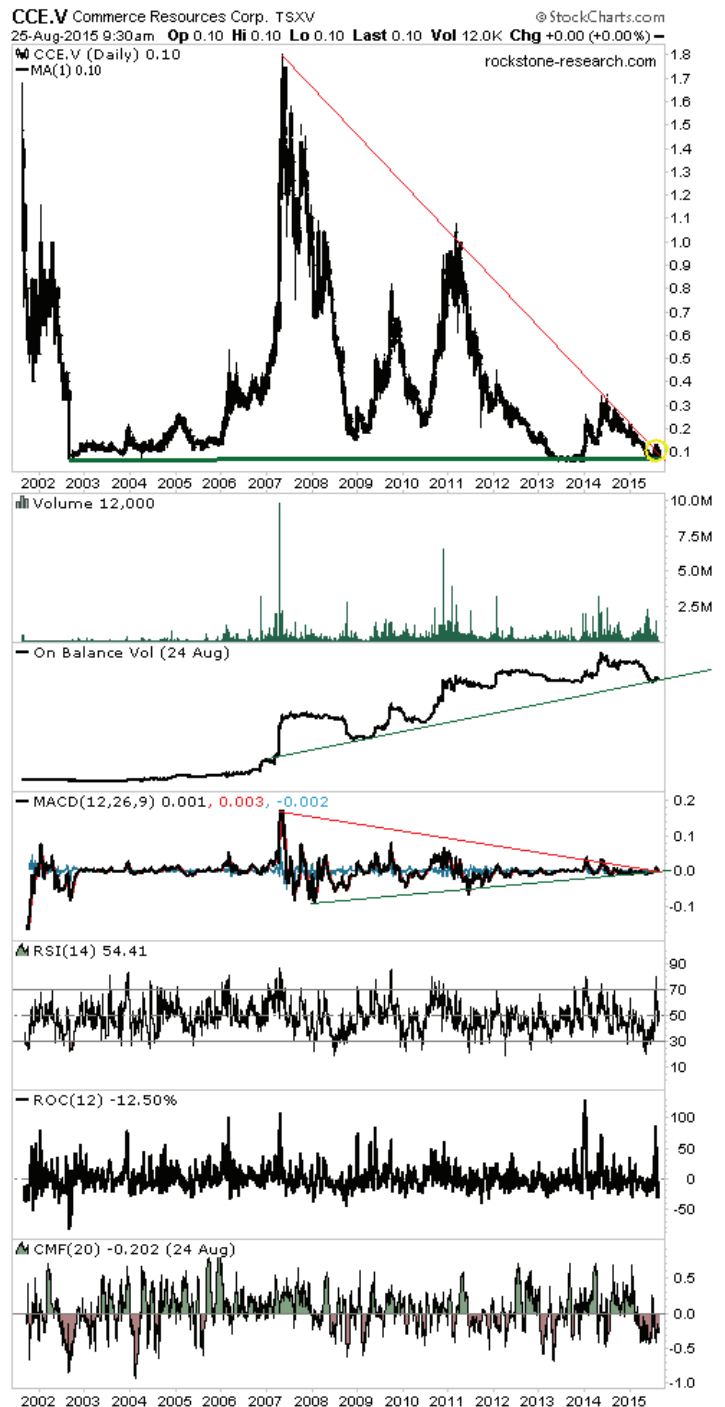 CCE.V Commerce Resources Corp. TSXV © StockCharts.com
25-Aug-2015 9:30am Op 0.10 Hi 0.10 Lo 0.10 Last 0.10 Vol 12.0K Chg +0.00 (+0.00%)
CCE.V (Daily) 0.10
MA(1) 0.10
rockstone-research.com
1.8
1.7
1.6
1.5
1.4
1.3
1.2
1.1
1.0
0.9
0.8
0.7
0.6
0.5
0.4
0.3
0.2
0.1
2002 2003 2004 2005 2006 2007 2008 2009 2010 2011 2012 2013 2014 2015
Volume 12,000
10.0M
7.5M
5.0M
2.5M
On Balance Vol (24 Aug)
MACD(12,26,9) 0.001, 0.003, -0.002
0.2
0.1
0.0
-0.1
RSI(14) 54.41
90
70
50
30
10
ROC(12) -12.50%
100
50
0
-50
CMF(20) -0.202 (24 Aug)
0.5
0.0
-0.5
-1.0
2002 2003 2004 2005 2006 2007 2008 2009 2010 2011 2012 2013 2014 2015